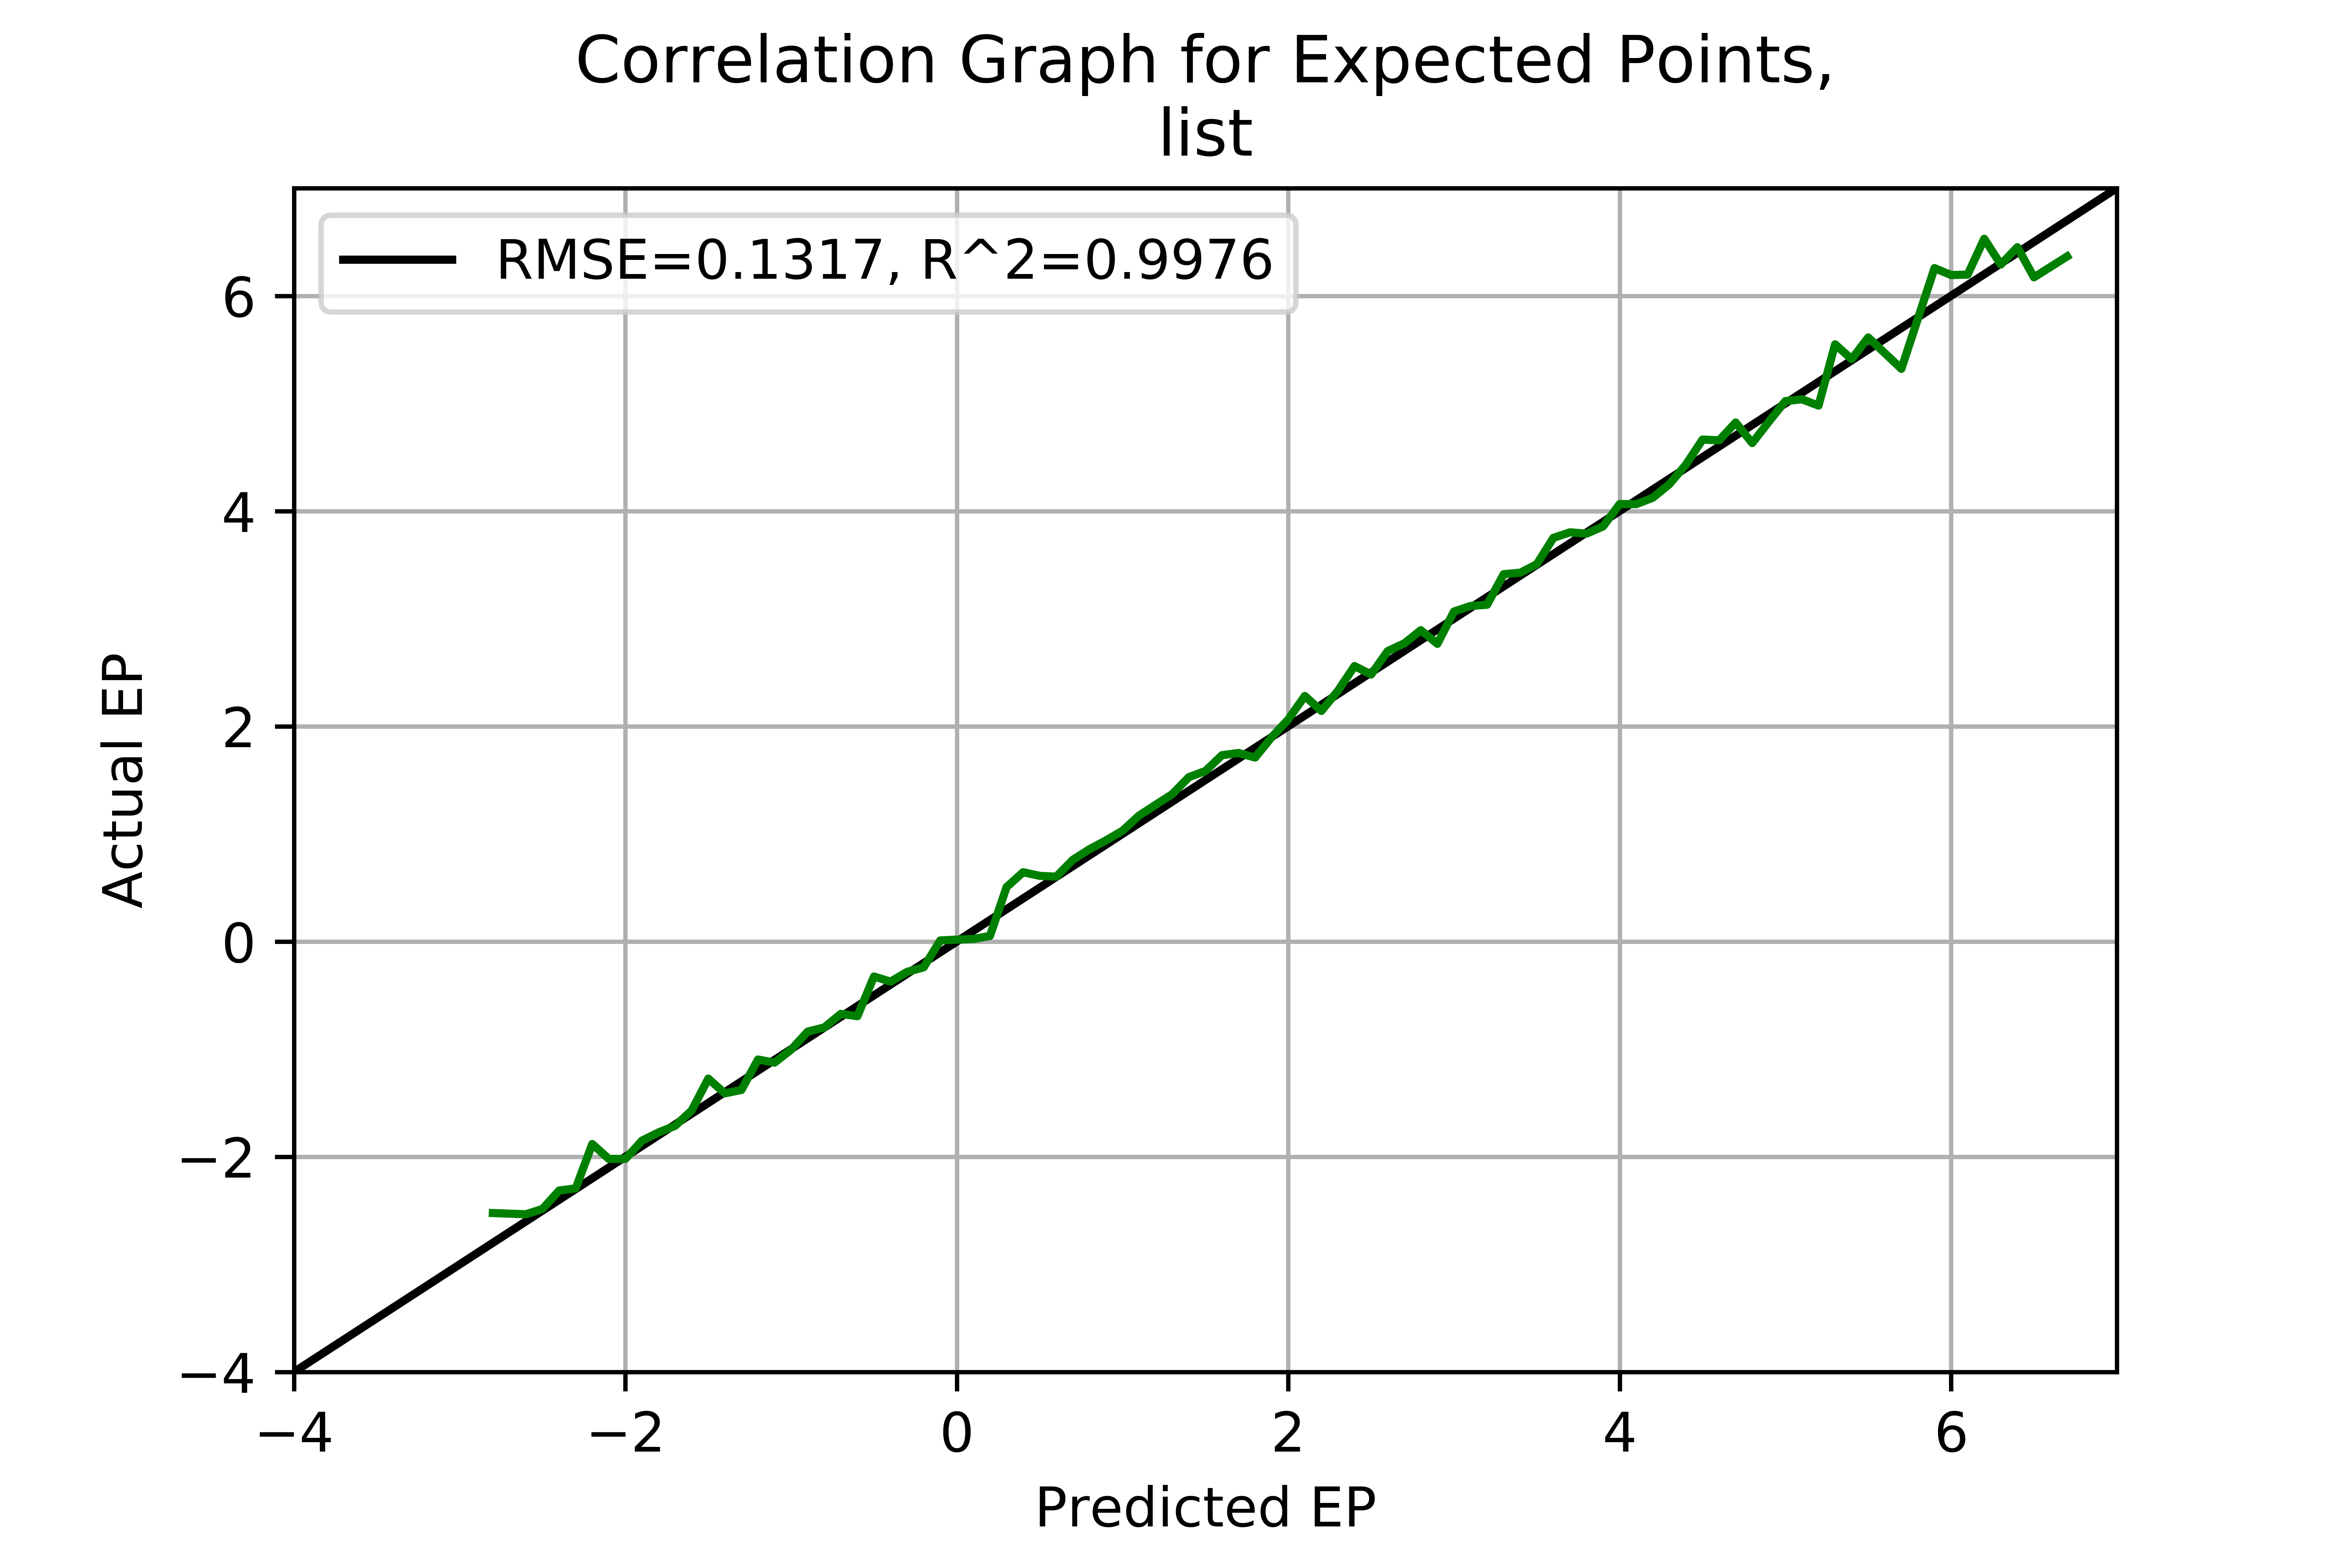 Correlation Graph for Expected Points,
list
RMSE=0.1317, R^2=0.9976
Actual EP
6
4
2
0
−2
−4
−4 −2 0 2 4 6
Predicted EP